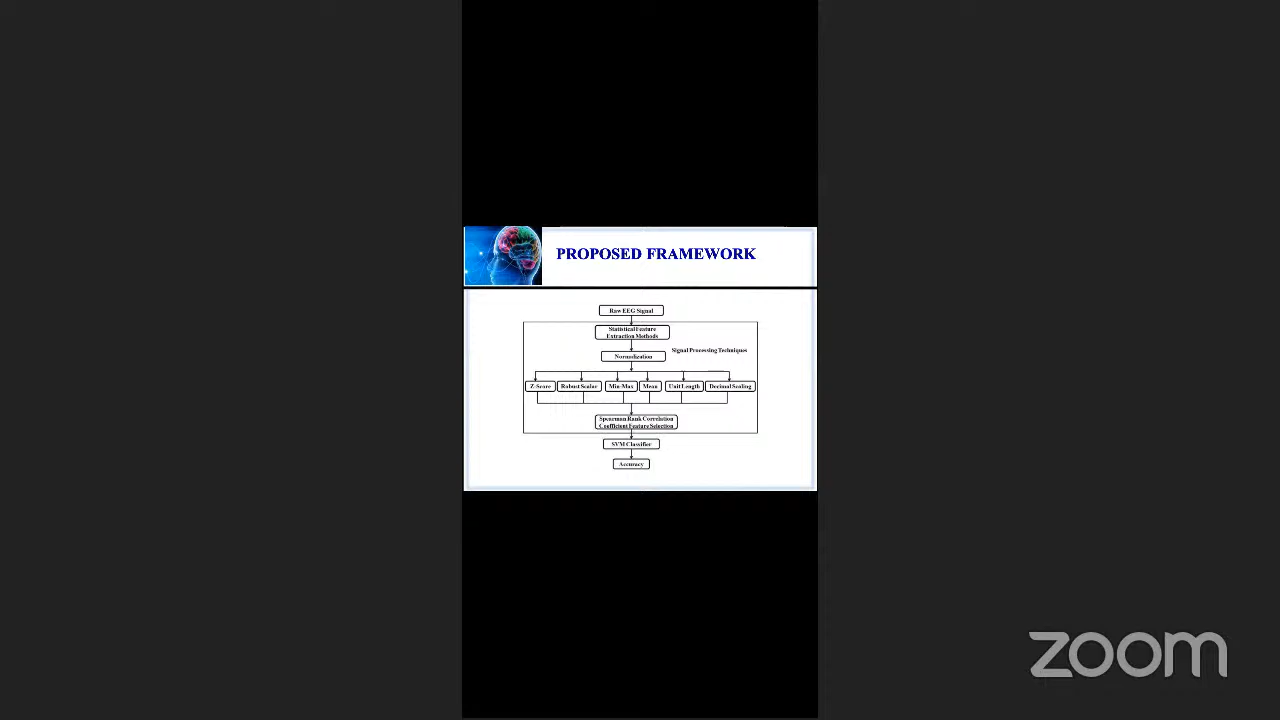 PROPOSED FRAMEWORK
Raw EEG Signal
Statistical Feature
Extraction Methods
Signal Processing Techniques
Normalization
Z-Score Robust Scalar Min-Max Mean Unit Length Decimal Scaling
Spearman Rank Correlation
Coefficient Feature Selection
SVM Classifier
Accuracy
zoom